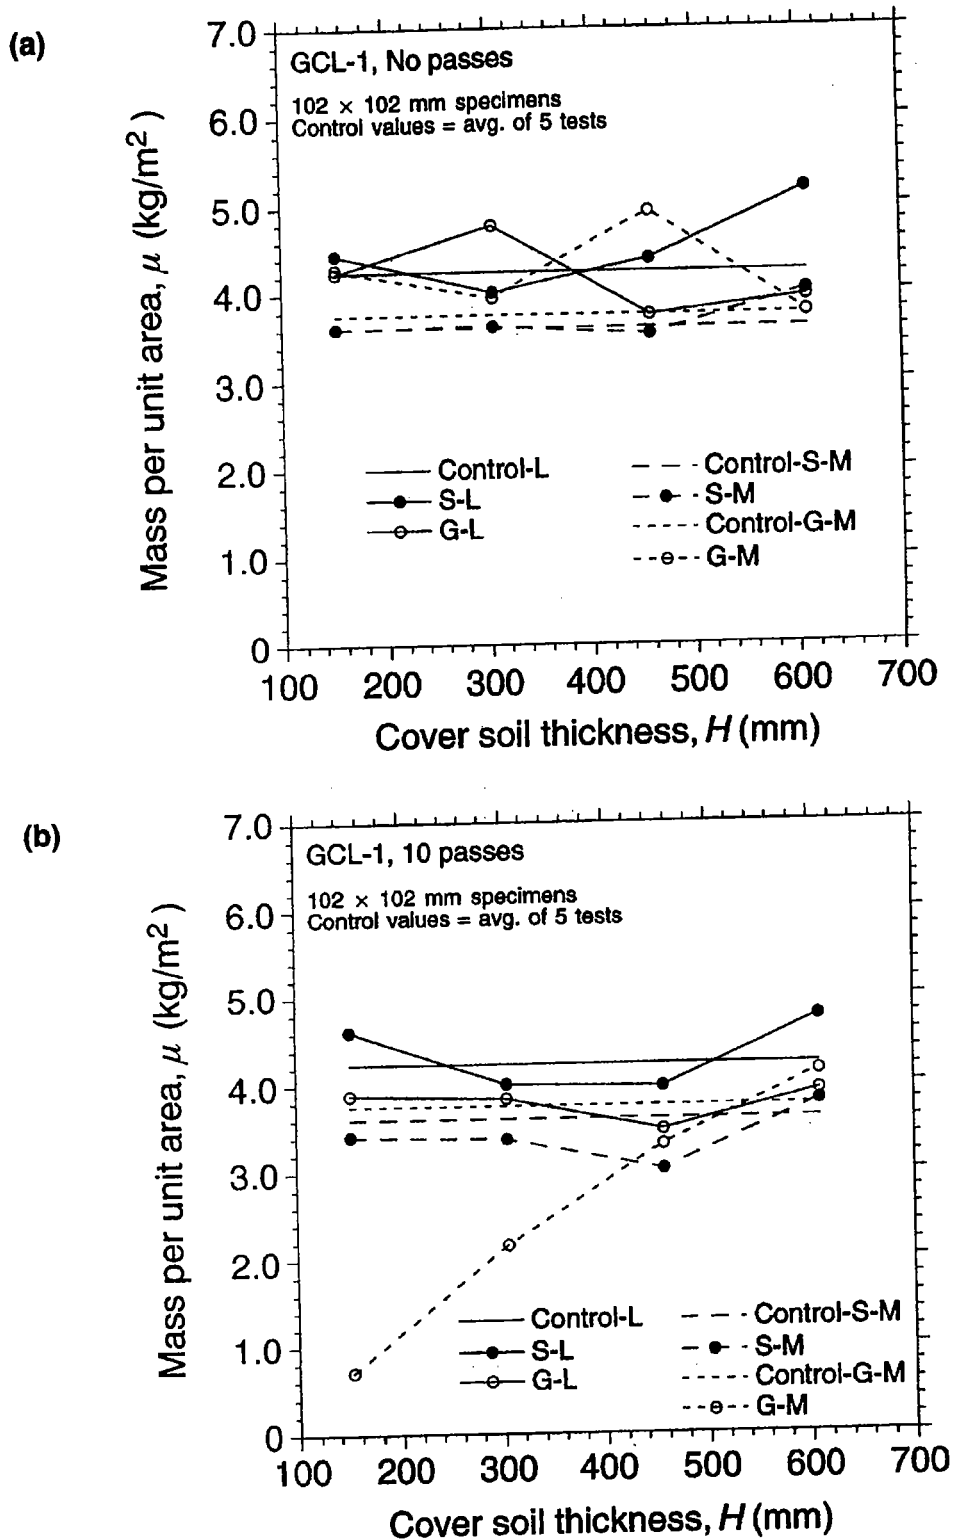 (a)
7.0
GCL-1, No passes
102 × 102 mm specimens
Control values = avg. of 5 tests
6.0
5.0
4.0
3.0
2.0
1.0
0
Mass per unit area, μ (kg/m²)
Control-L
S-L
G-L
Control-S-M
S-M
Control-G-M
G-M
100 200 300 400 500 600 700
Cover soil thickness, H (mm)
(b)
7.0
GCL-1, 10 passes
102 × 102 mm specimens
Control values = avg. of 5 tests
6.0
5.0
4.0
3.0
2.0
1.0
0
Mass per unit area, μ (kg/m²)
Control-L
S-L
G-L
Control-S-M
S-M
Control-G-M
G-M
100 200 300 400 500 600 700
Cover soil thickness, H (mm)